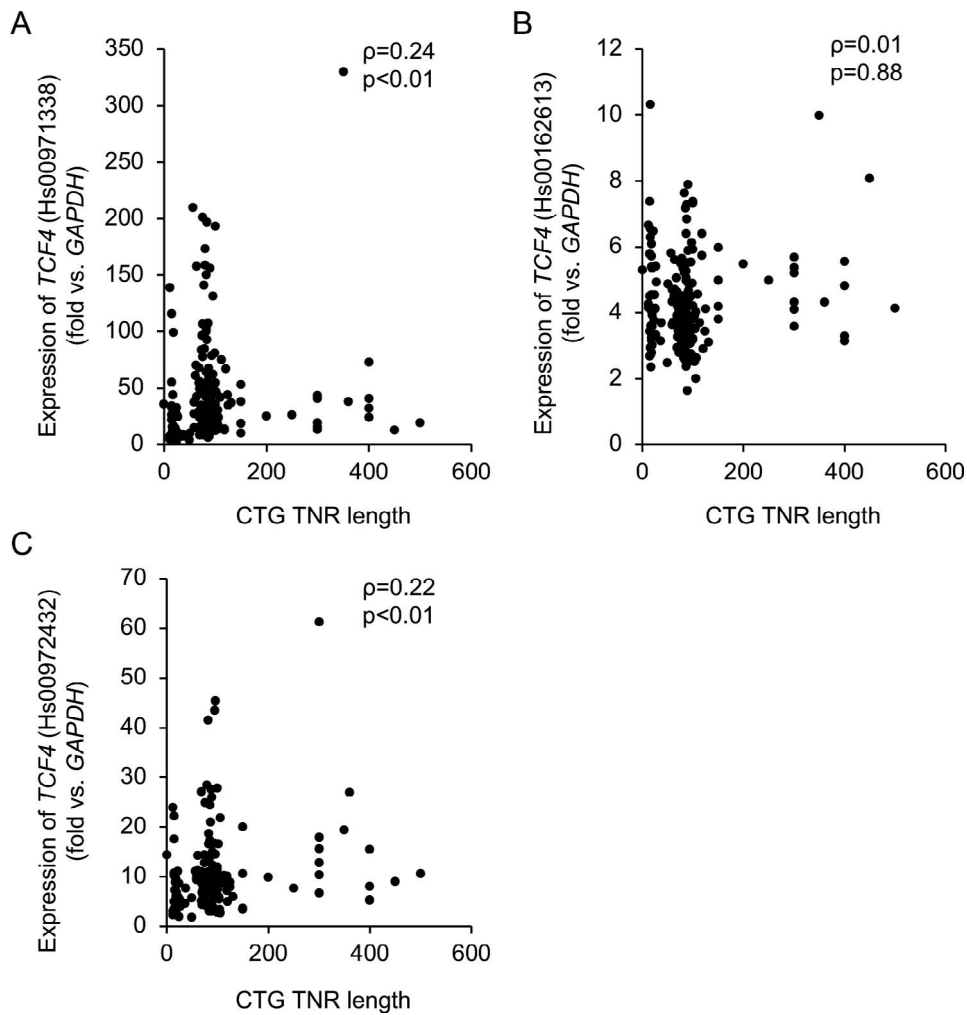 A
ρ=0.24
p<0.01
Expression of TCF4 (Hs00971338)
(fold vs. GAPDH)
350
300
250
200
150
100
50
0
0
200
400
600
CTG TNR length
B
ρ=0.01
p=0.88
Expression of TCF4 (Hs00162613)
(fold vs. GAPDH)
12
10
8
6
4
2
0
0
200
400
600
CTG TNR length
C
ρ=0.22
p<0.01
Expression of TCF4 (Hs00972432)
(fold vs. GAPDH)
70
60
50
40
30
20
10
0
0
200
400
600
CTG TNR length